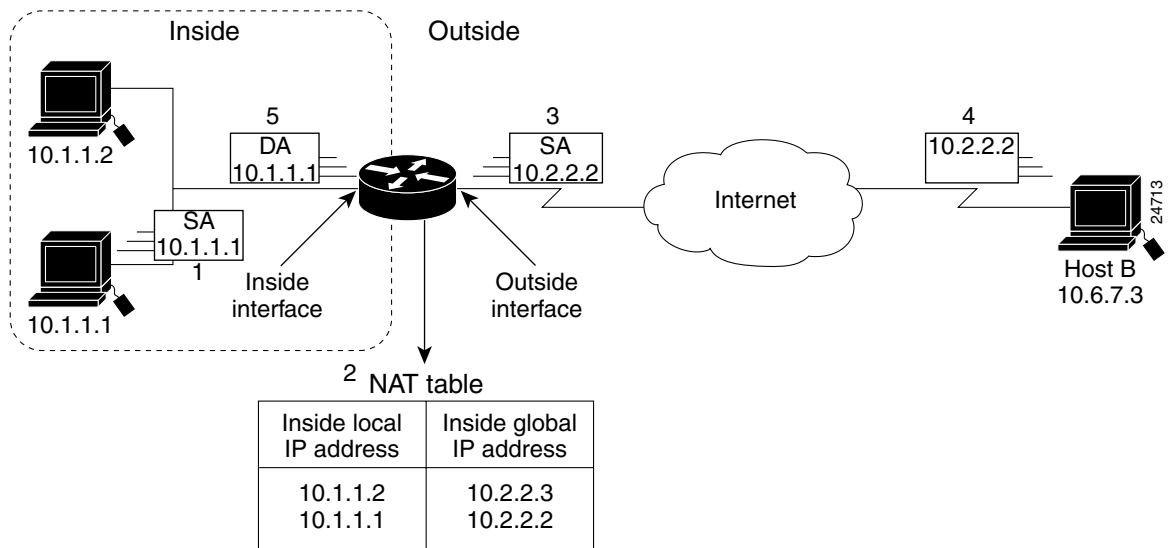 Inside
Outside
5
3
4
DA
10.1.1.1
SA
10.2.2.2
10.2.2.2
10.1.1.2
Internet
SA
10.1.1.1
1
10.1.1.1
Inside
interface
Outside
interface
Host B
10.6.7.3
24713
2
NAT table
Inside local
IP address
Inside global
IP address
10.1.1.2
10.2.2.3
10.1.1.1
10.2.2.2